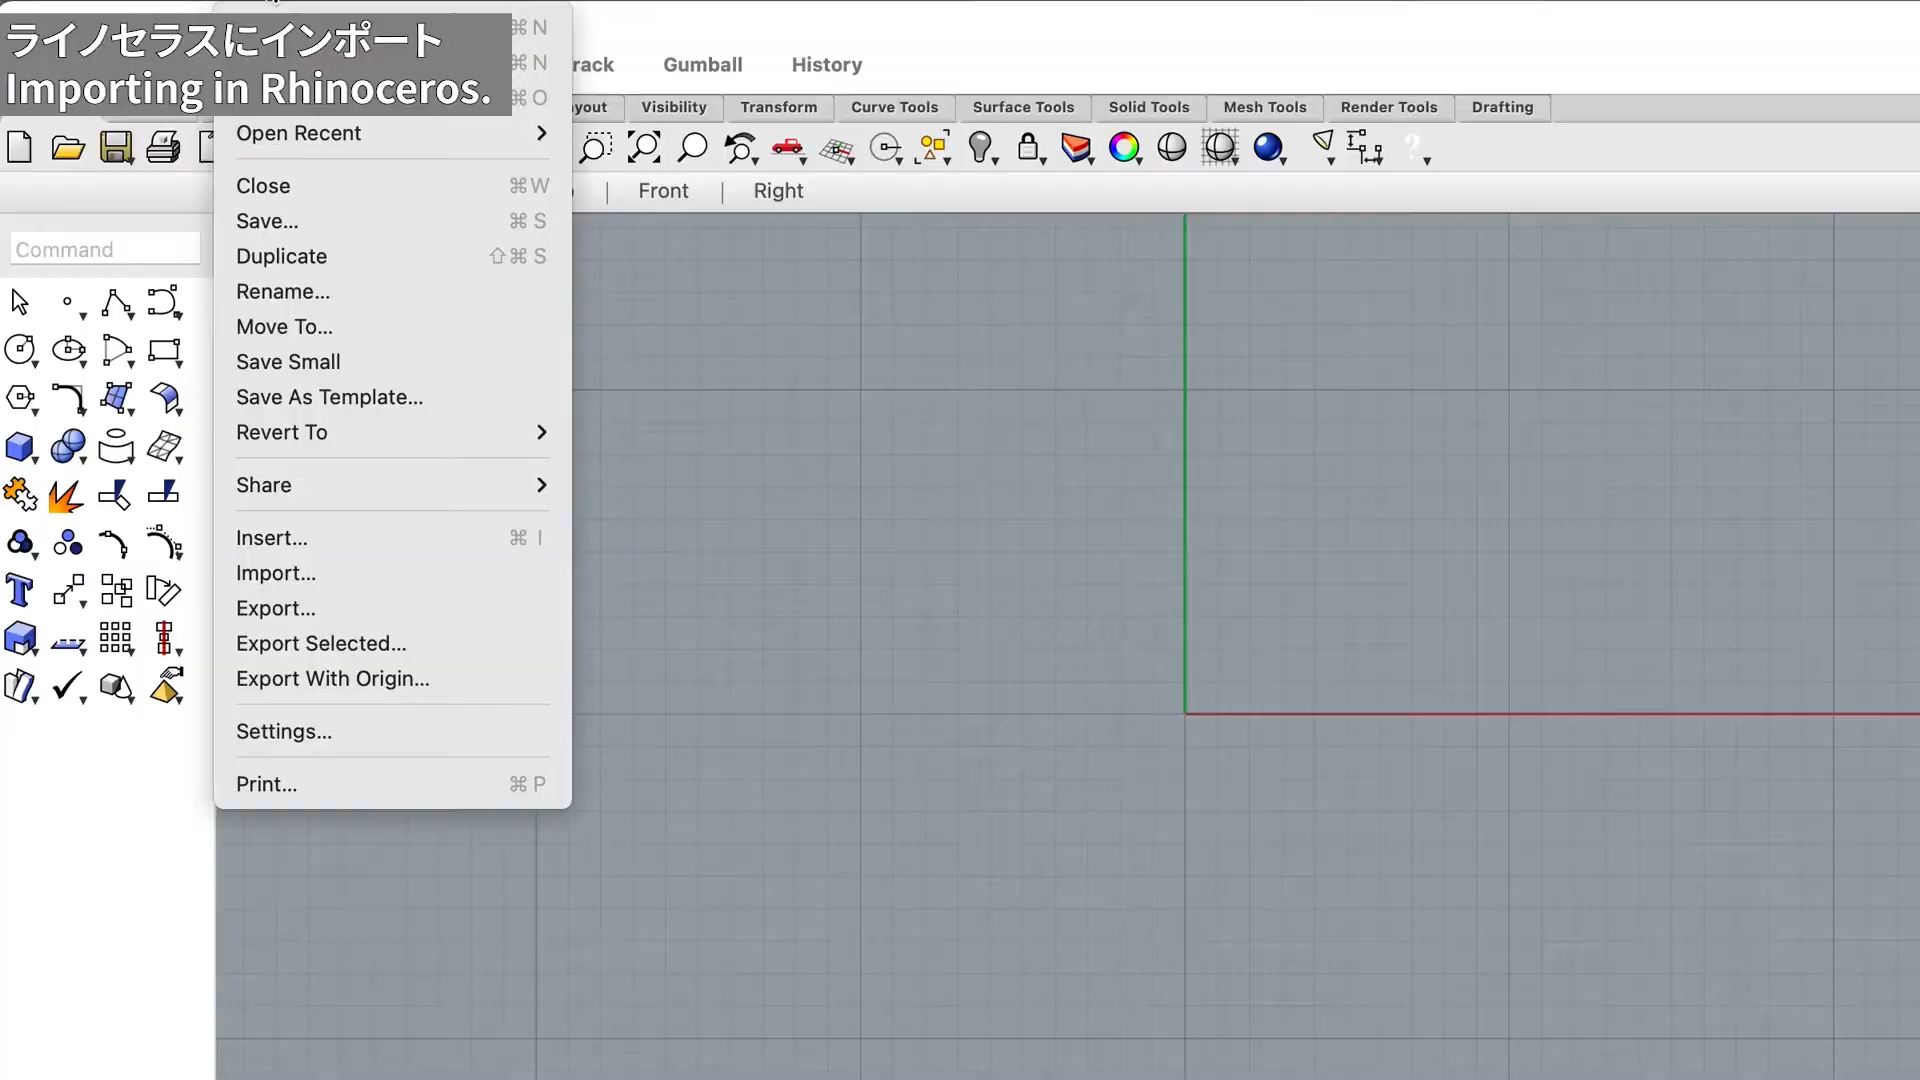 ライノセラスにインポート
Importing in Rhinoceros.
⌘ N
⌘ N
⌘ O
rack
Gumball
History
yout
Visibility
Transform
Curve Tools
Surface Tools
Solid Tools
Mesh Tools
Render Tools
Drafting
Front
Right
Command
Open Recent
Close ⌘ W
Save... ⌘ S
Duplicate ⇧ ⌘ S
Rename...
Move To...
Save Small
Save As Template...
Revert To
Share
Insert... ⌘ I
Import...
Export...
Export Selected...
Export With Origin...
Settings...
Print... ⌘ P